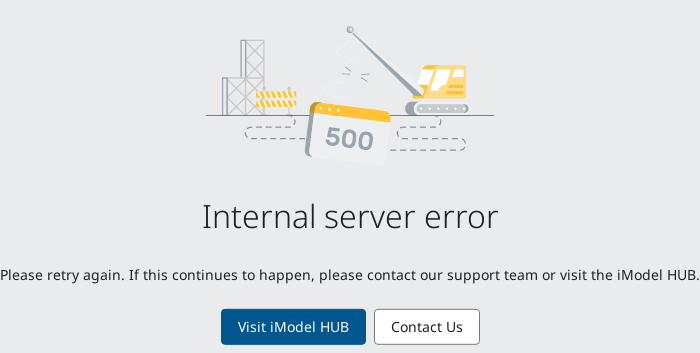 500
Internal server error
Please retry again. If this continues to happen, please contact our support team or visit the iModel HUB.
Visit iModel HUB
Contact Us